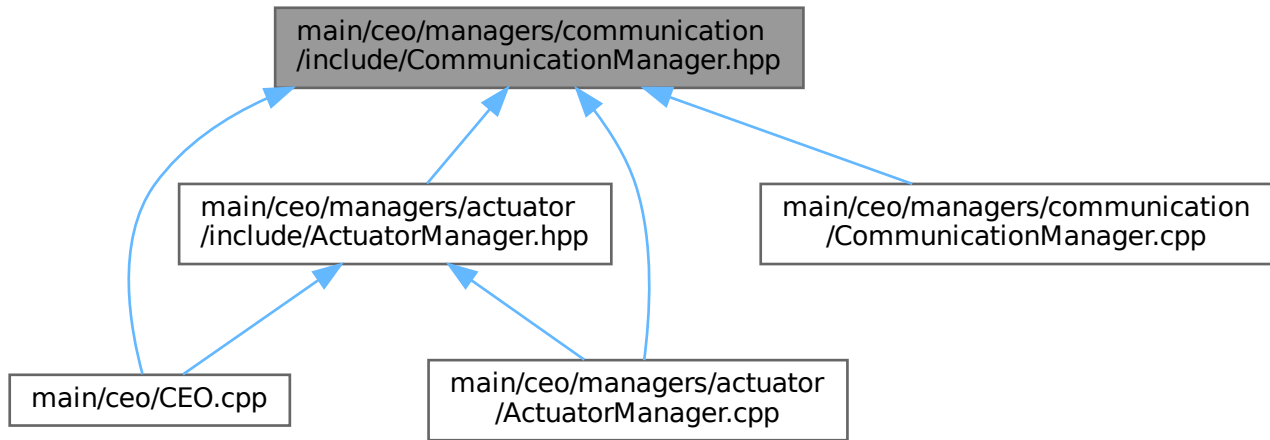 main/ceo/managers/communication
/include/CommunicationManager.hpp
main/ceo/managers/actuator
/include/ActuatorManager.hpp
main/ceo/managers/communication
/CommunicationManager.cpp
main/ceo/CEO.cpp
main/ceo/managers/actuator
/ActuatorManager.cpp